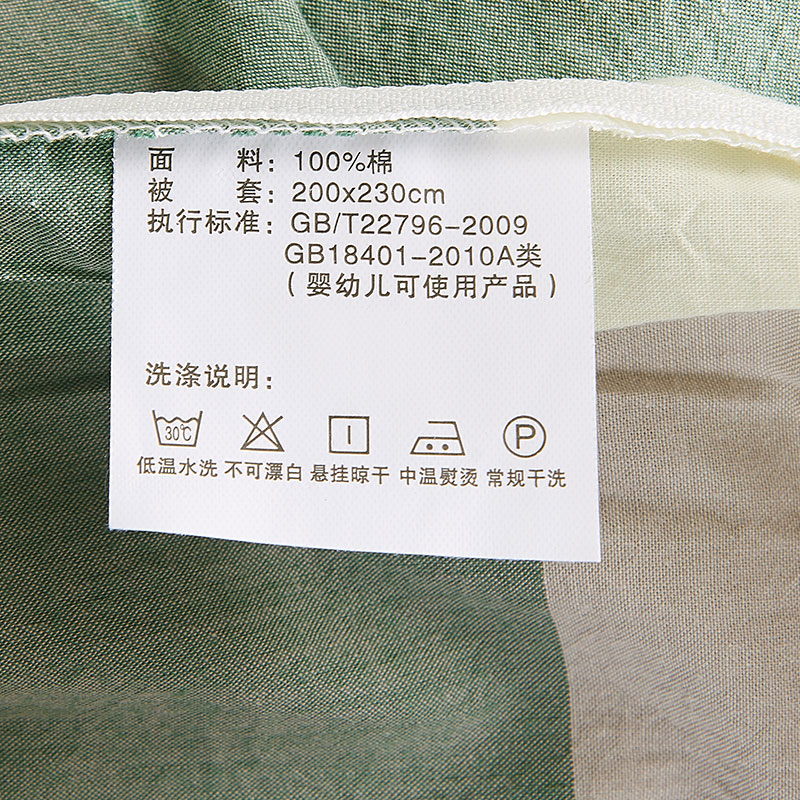 面 料：100%棉
被 套：200x230cm
执行标准：GB/T22796-2009
GB18401-2010A类
（婴幼儿可使用产品）
洗涤说明：
30℃
P
低温水洗 不可漂白 悬挂晾干 中温熨烫 常规干洗